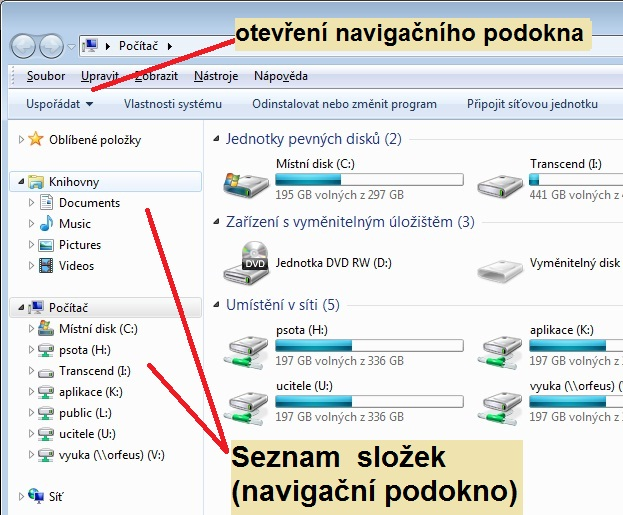 otevření navigačního podokna
Počítač
Soubor Upravit Zobrazit Nástroje Nápověda
Uspořádat Vlastnosti systému Odinstalovat nebo změnit program Připojit síťovou jednotku
Oblíbené položky
Knihovny
Documents
Music
Pictures
Videos
Počítač
Místní disk (C:)
psota (H:)
Transcend (I:)
aplikace (K:)
public (L:)
ucitele (U:)
vyuka (\\orfeus) (V:)
Síť
Jednotky pevných disků (2)
Místní disk (C:)
195 GB volných z 297 GB
Transcend (I:)
441 GB volných z
Zařízení s vyměnitelným úložištěm (3)
DVD
Jednotka DVD RW (D:)
Vyměnitelný disk
Umístění v síti (5)
psota (H:)
197 GB volných z 336 GB
aplikace (K:)
197 GB volných z 336 GB
ucitele (U:)
197 GB volných z 336 GB
vyuka (\\orfeus)
197 GB volných z 336 GB
Seznam složek
(navigační podokno)